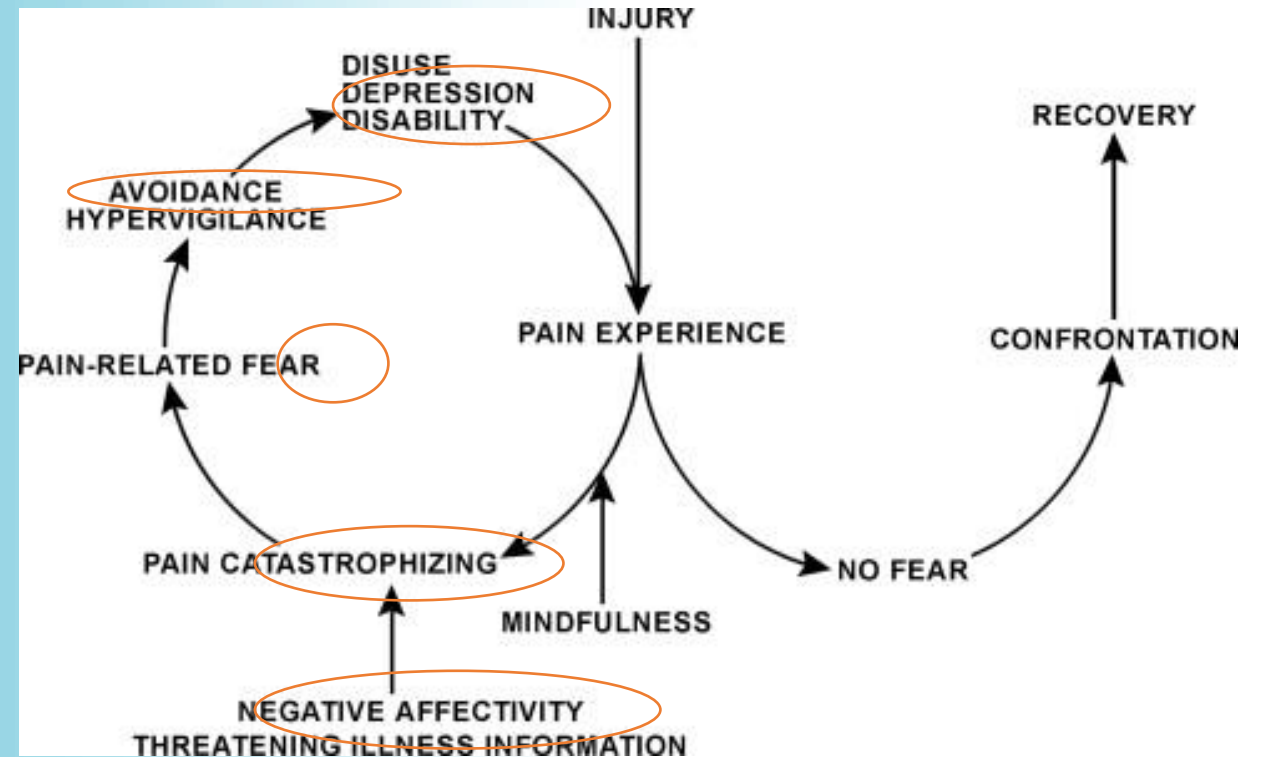 INJURY
DISUSE
DEPRESSION
DISABILITY
RECOVERY
AVOIDANCE
HYPERVIGILANCE
PAIN EXPERIENCE
CONFRONTATION
PAIN-RELATED FEAR
PAIN CATASTROPHIZING
NO FEAR
MINDFULNESS
NEGATIVE AFFECTIVITY
THREATENING ILLNESS INFORMATION